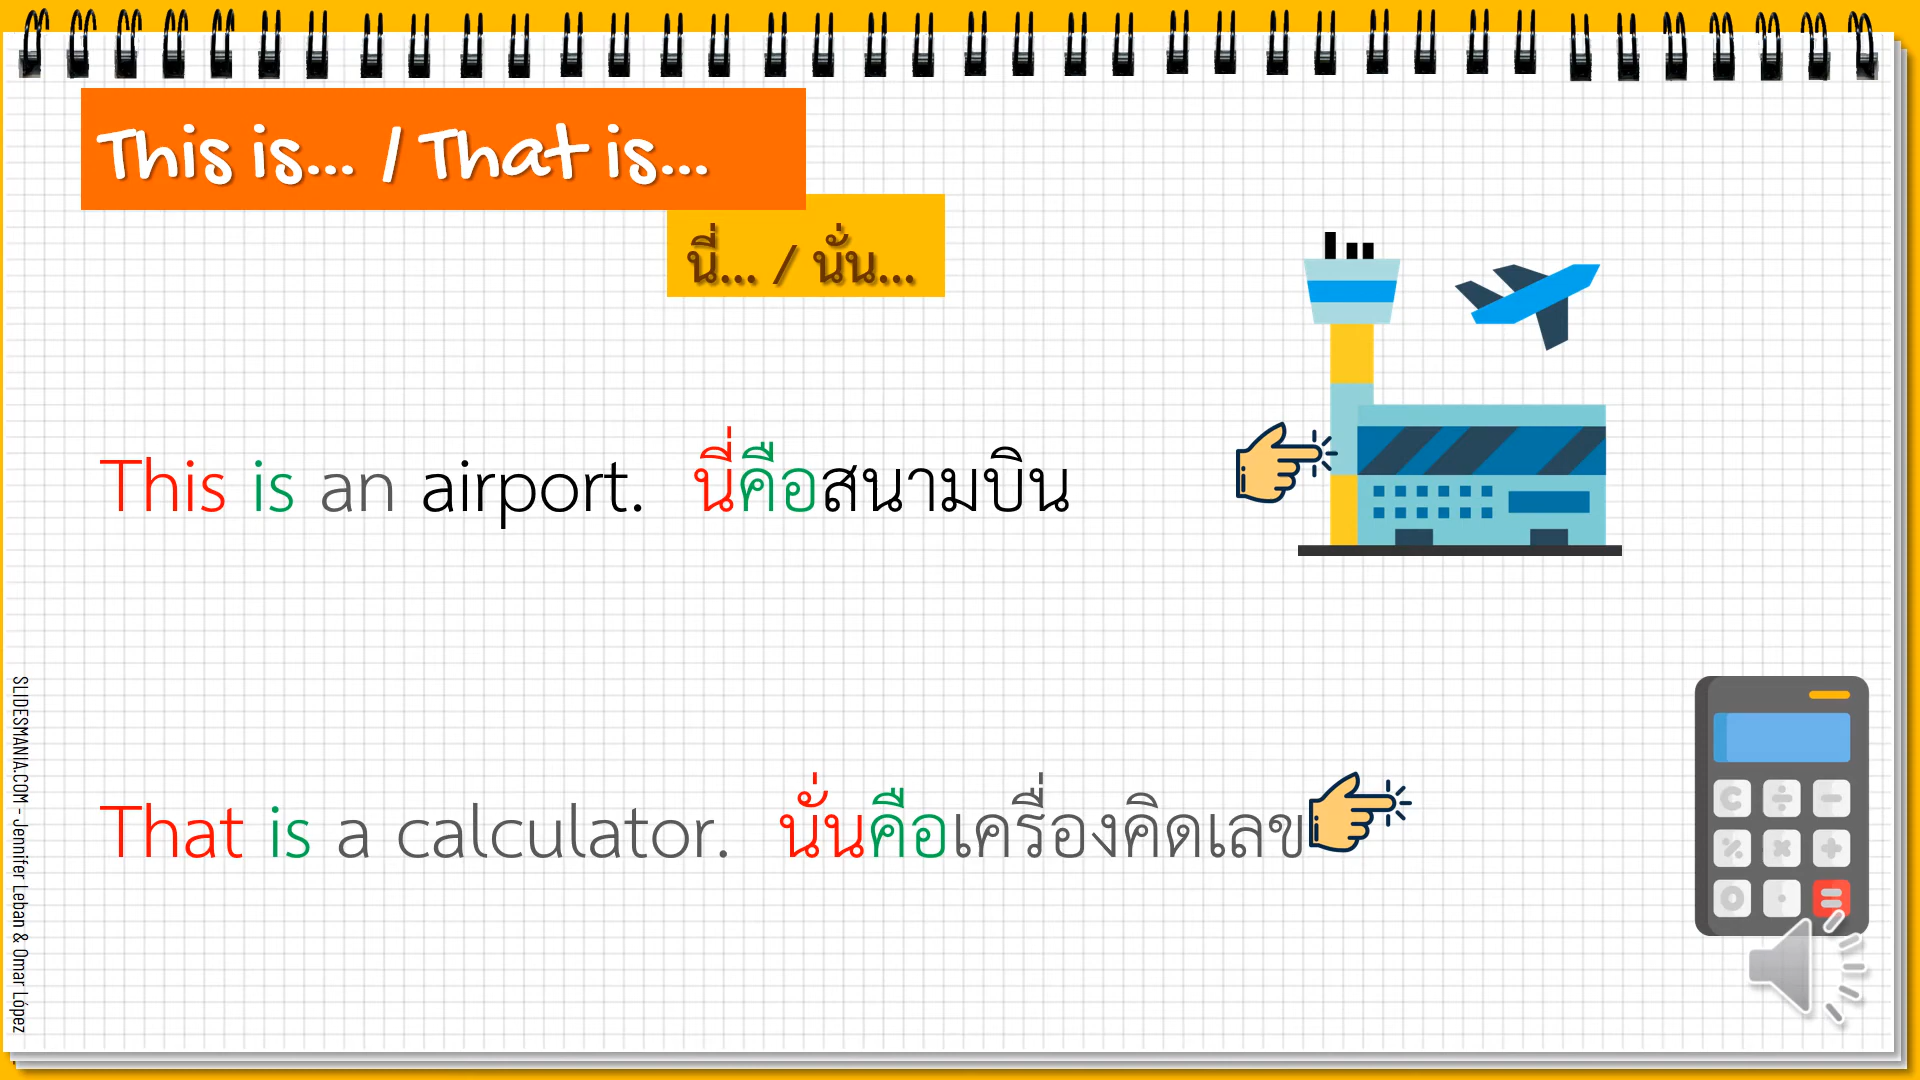 This is... / That is...
นี่... / นั่น...
This is an airport. นี่คือสนามบิน
That is a calculator. นั่นคือเครื่องคิดเลข
SLIDESMANIA.COM - Jennifer Leban & Omar López